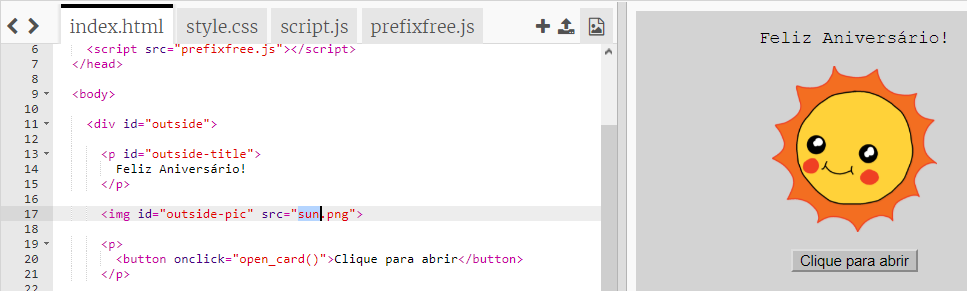 index.html style.css script.js prefixfree.js
6 <script src="prefixfree.js"></script>
7 </head>
8
9 <body>
10
11 <div id="outside">
12
13 <p id="outside-title">
14 Feliz Aniversário!
15 </p>
16
17 <img id="outside-pic" src="sun.png">
18
19 <p>
20 <button onclick="open_card()">Clique para abrir</button>
21 </p>
22
Feliz Aniversário!
Clique para abrir